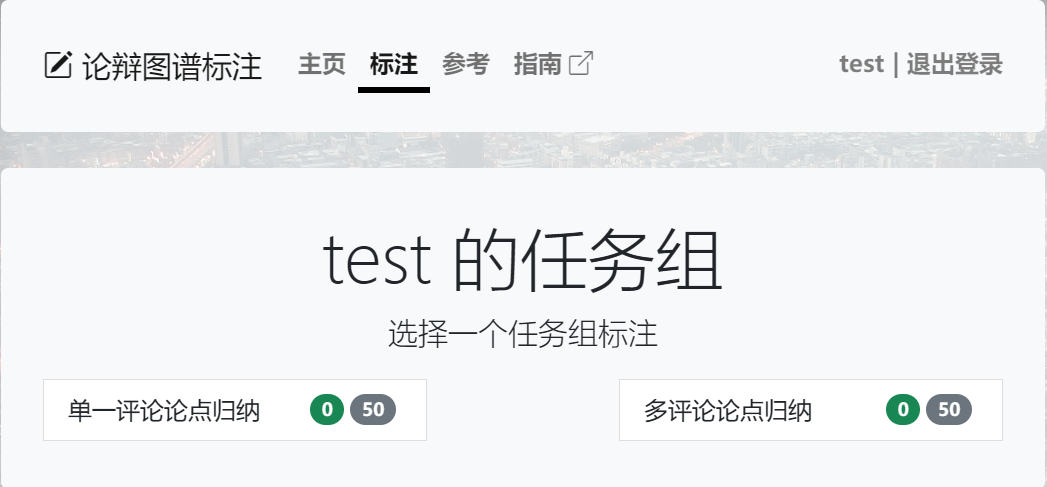 论辩图谱标注 主页 标注 参考 指南 test | 退出登录
test 的任务组
选择一个任务组标注
单一评论论点归纳 0 50
多评论论点归纳 0 50